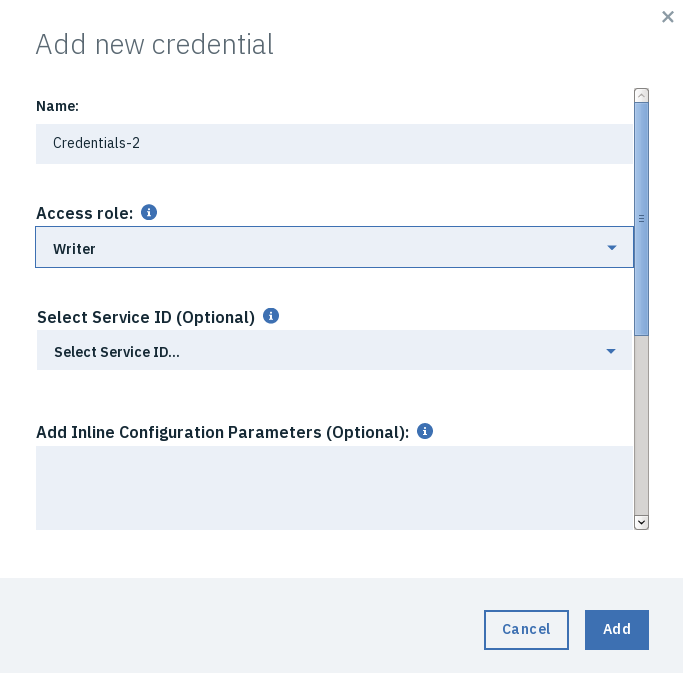 Add new credential
Name:
Credentials-2
Access role:
Writer
Select Service ID (Optional)
Select Service ID...
Add Inline Configuration Parameters (Optional):
Cancel
Add